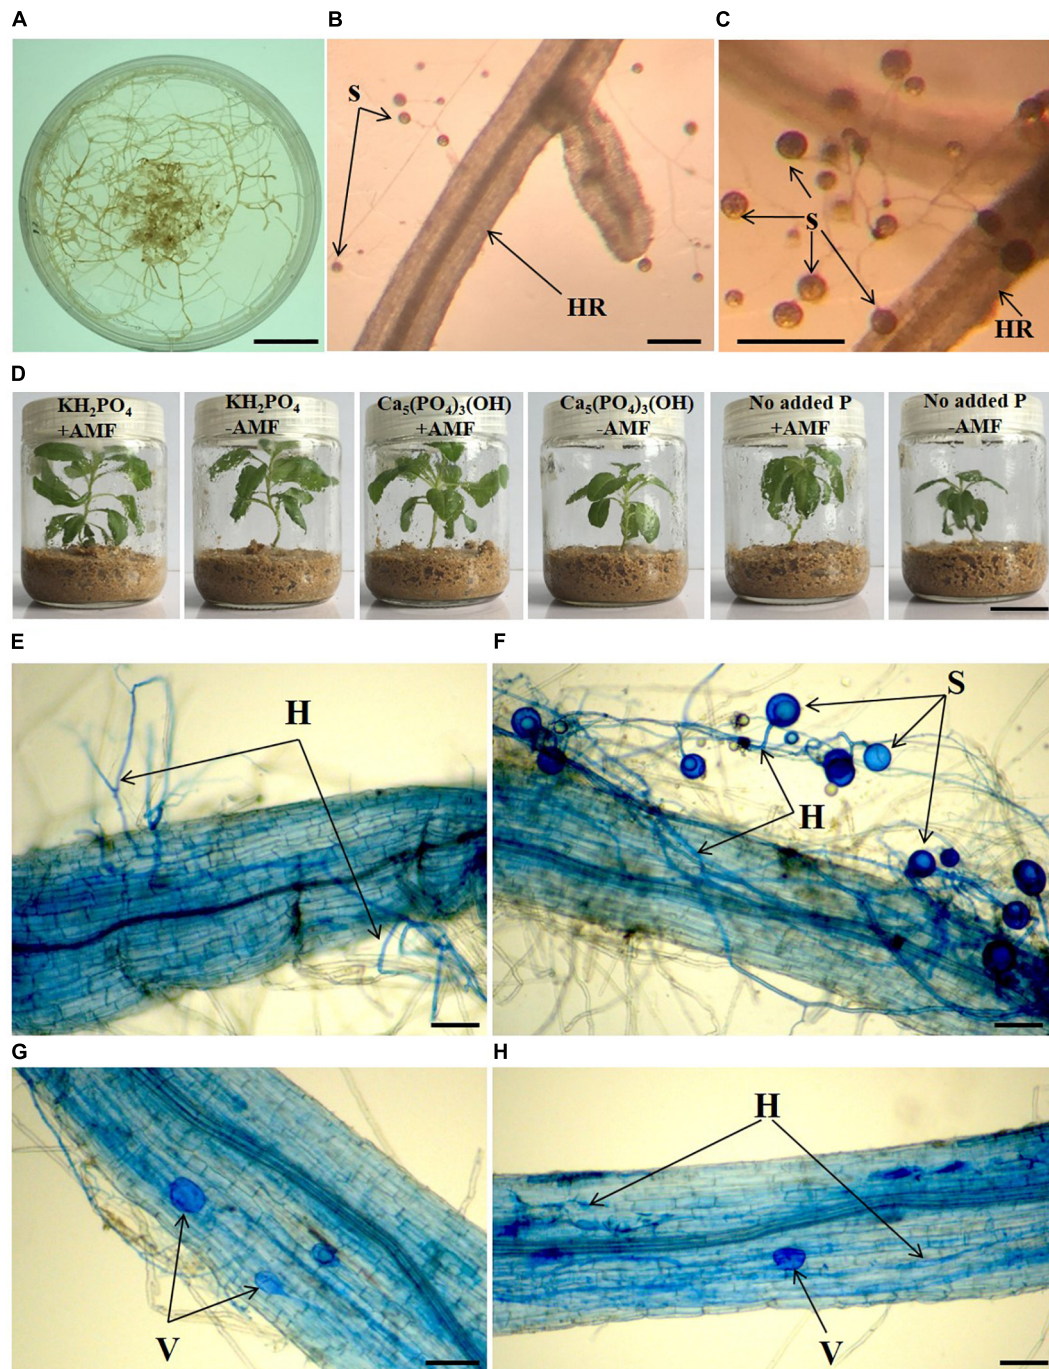 A
B
C
s
HR
s
HR
D
KH₂PO₄
+AMF
KH₂PO₄
-AMF
Ca₅(PO₄)₃(OH)
+AMF
Ca₅(PO₄)₃(OH)
-AMF
No added P
+AMF
No added P
-AMF
E
F
H
S
H
G
H
V
H
V